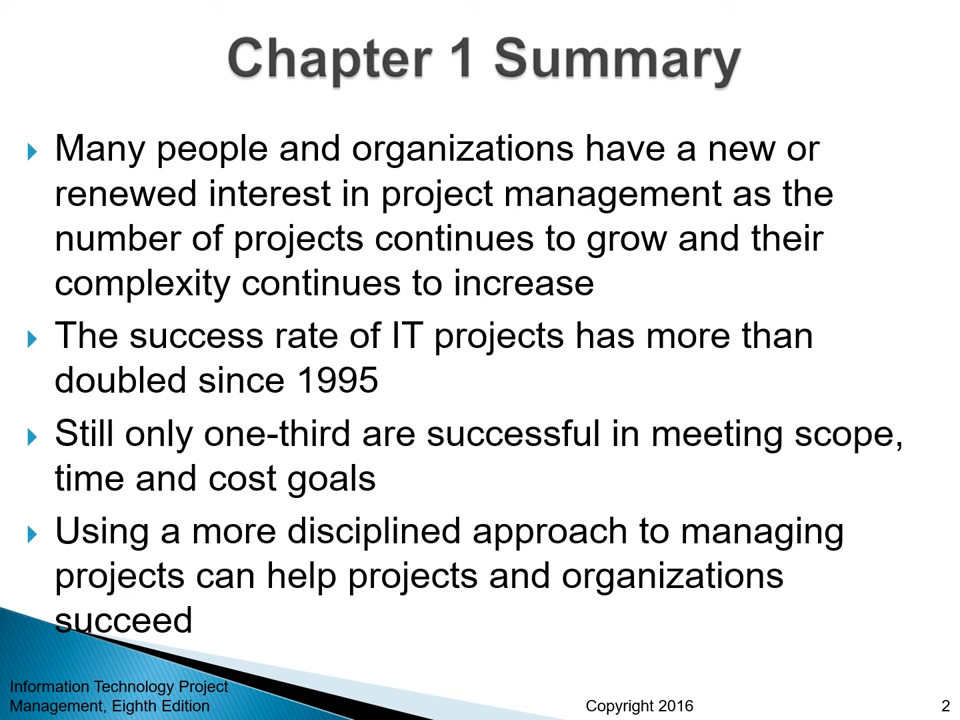 Chapter 1 Summary
Many people and organizations have a new or
renewed interest in project management as the
number of projects continues to grow and their
complexity continues to increase
The success rate of IT projects has more than
doubled since 1995
Still only one-third are successful in meeting scope,
time and cost goals
Using a more disciplined approach to managing
projects can help projects and organizations
succeed
Information Technology Project
Management, Eighth Edition
Copyright 2016
2